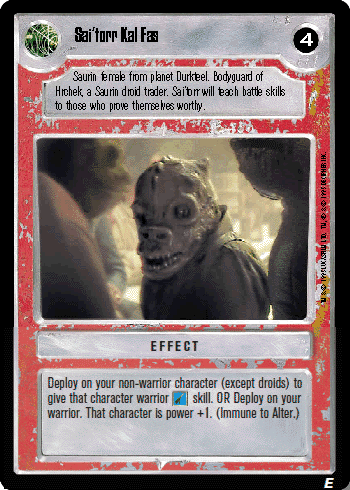 Sai'torr Kal Fas
4
Saurin female from planet Durkteel. Bodyguard of
Hrchek, a Saurin droid trader. Sai'torr will teach battle skills
to those who prove themselves worthy.
EFFECT
Deploy on your non-warrior character (except droids) to
give that character warrior skill. OR Deploy on your
warrior. That character is power +1. (Immune to Alter.)
E